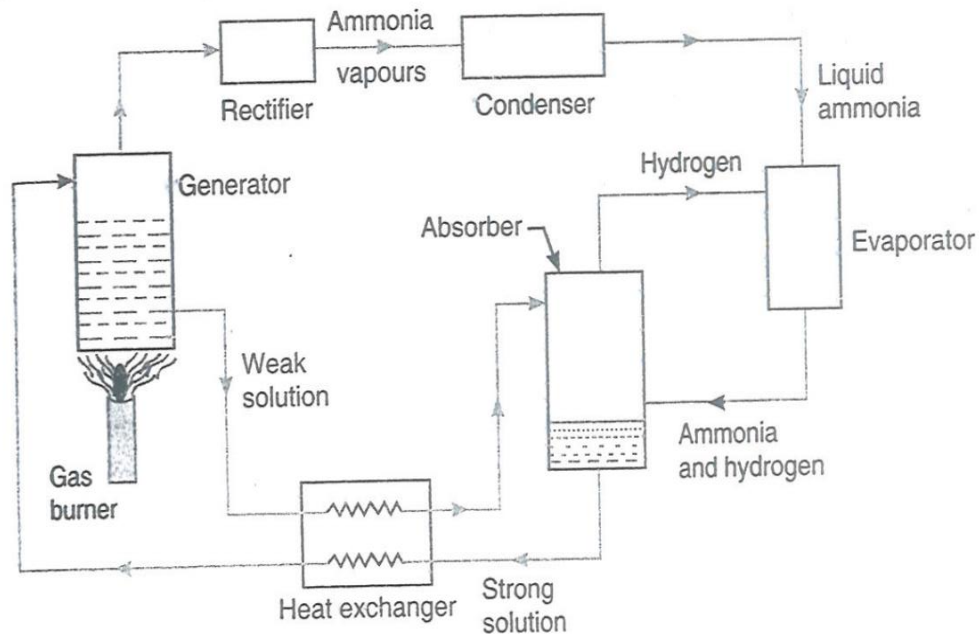 Ammonia
vapours
Rectifier
Condenser
Liquid
ammonia
Hydrogen
Generator
Absorber
Evaporator
Weak
solution
Ammonia
and hydrogen
Gas
burner
Heat exchanger
Strong
solution